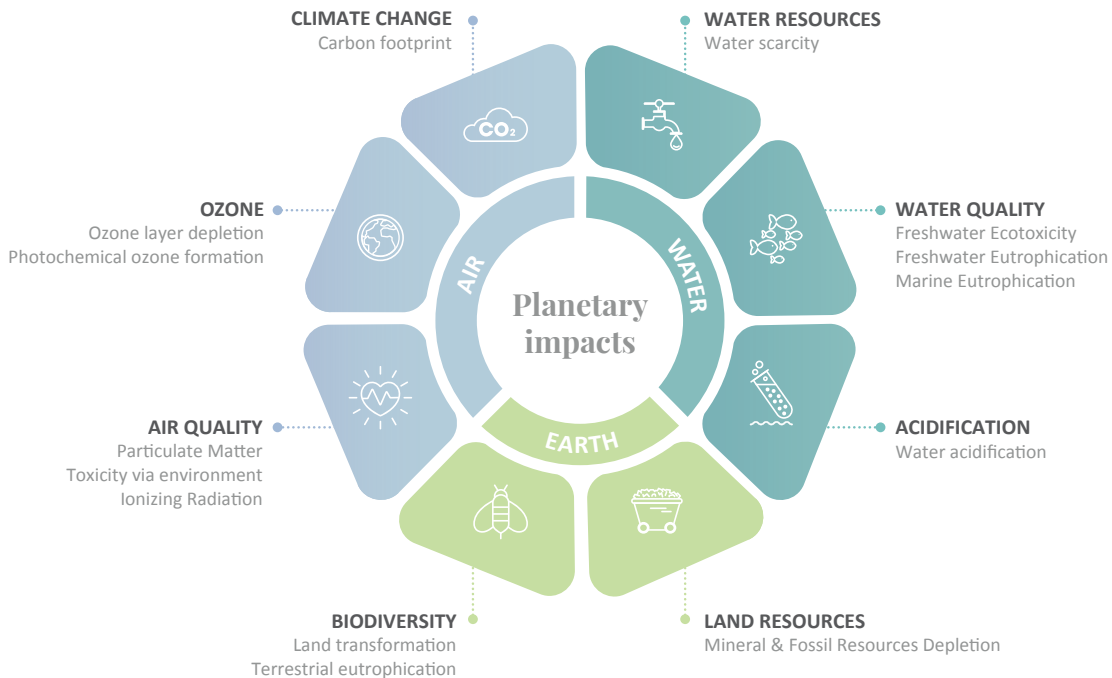 CLIMATE CHANGE
Carbon footprint
WATER RESOURCES
Water scarcity
CO₂
OZONE
Ozone layer depletion
Photochemical ozone formation
WATER QUALITY
Freshwater Ecotoxicity
Freshwater Eutrophication
Marine Eutrophication
AIR
WATER
Planetary
impacts
EARTH
AIR QUALITY
Particulate Matter
Toxicity via environment
Ionizing Radiation
ACIDIFICATION
Water acidification
BIODIVERSITY
Land transformation
Terrestrial eutrophication
LAND RESOURCES
Mineral & Fossil Resources Depletion